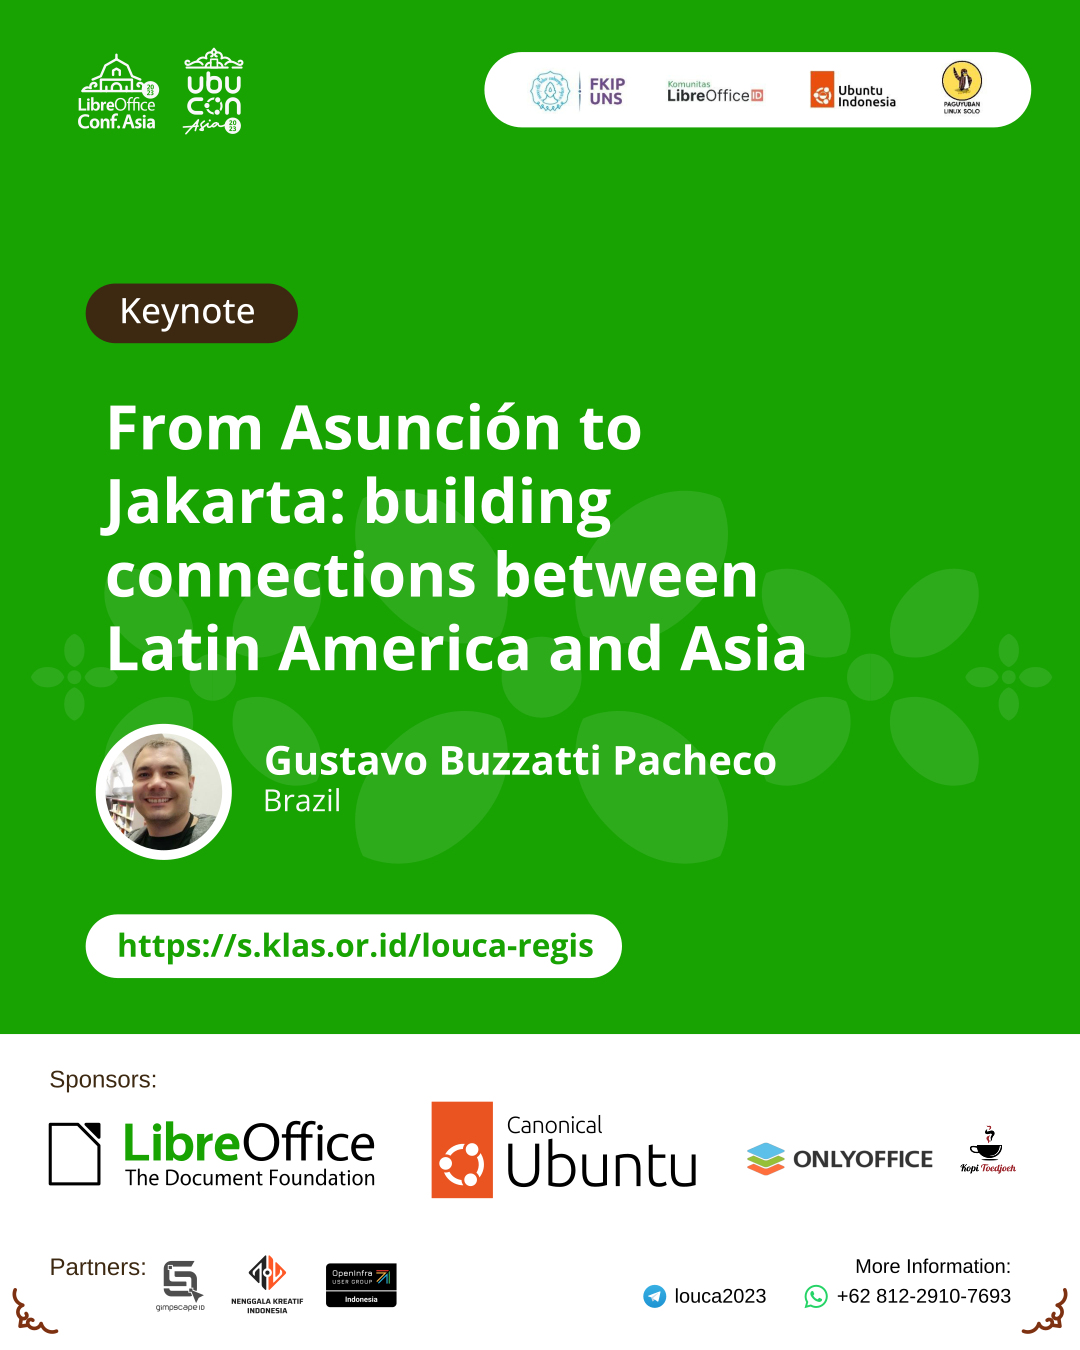 LibreOffice
Conf.Asia
2023
ubu
con
Asia
2023
FKIP
UNS
Komunitas
LibreOffice ID
Ubuntu
Indonesia
PAGUYUBAN
LINUX SOLO
Keynote
From Asunción to
Jakarta: building
connections between
Latin America and Asia
Gustavo Buzzatti Pacheco
Brazil
https://s.klas.or.id/louca-regis
Sponsors:
LibreOffice
The Document Foundation
Canonical
Ubuntu
ONLYOFFICE
Kopi Toedjoeh
Partners:
gimpscape ID
NENGGALA KREATIF
INDONESIA
OpenInfra
USER GROUP
Indonesia
More Information:
louca2023
+62 812-2910-7693